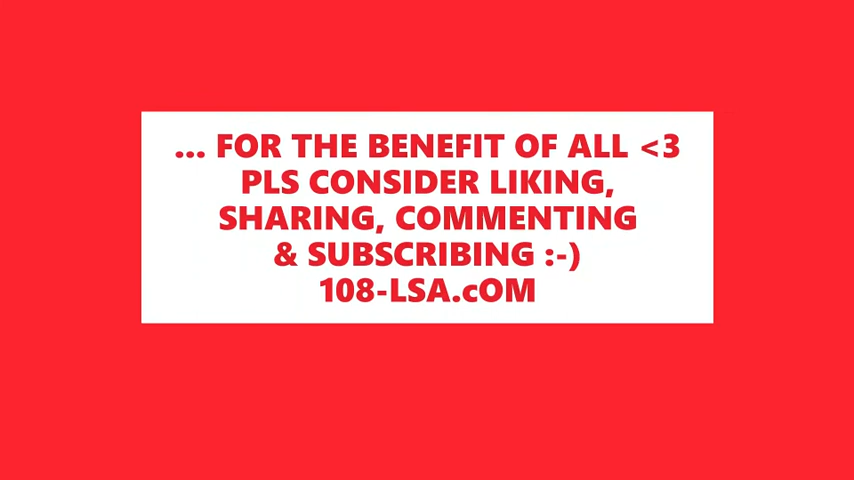 ... FOR THE BENEFIT OF ALL <3
PLS CONSIDER LIKING,
SHARING, COMMENTING
& SUBSCRIBING :-)
108-LSA.cOM